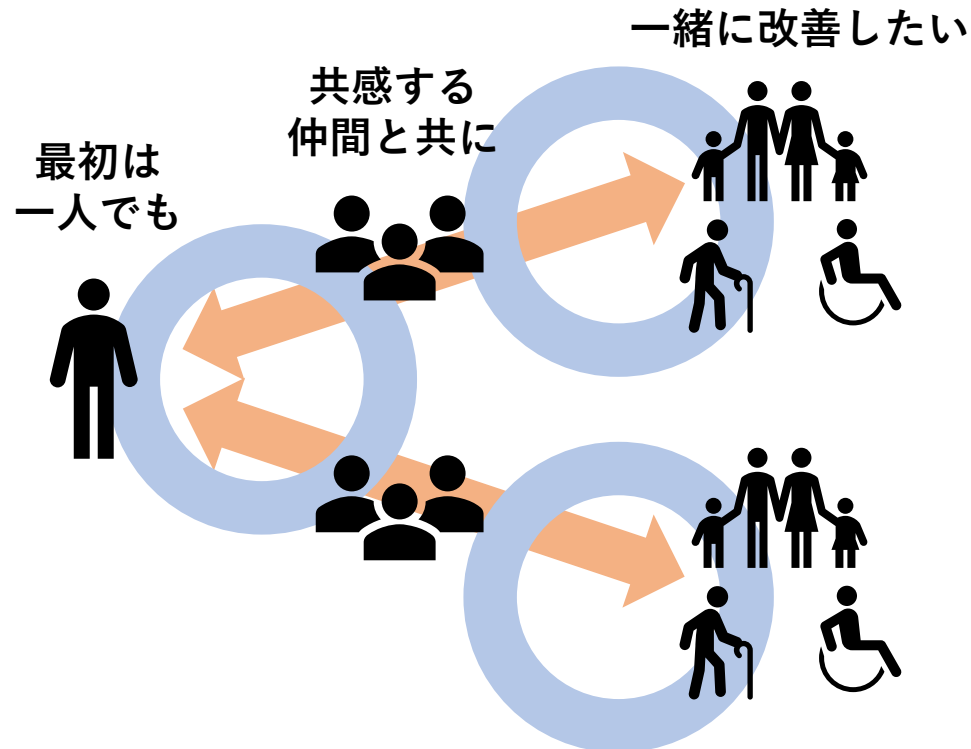 最初は
一人でも
共感する
仲間と共に
一緒に改善したい